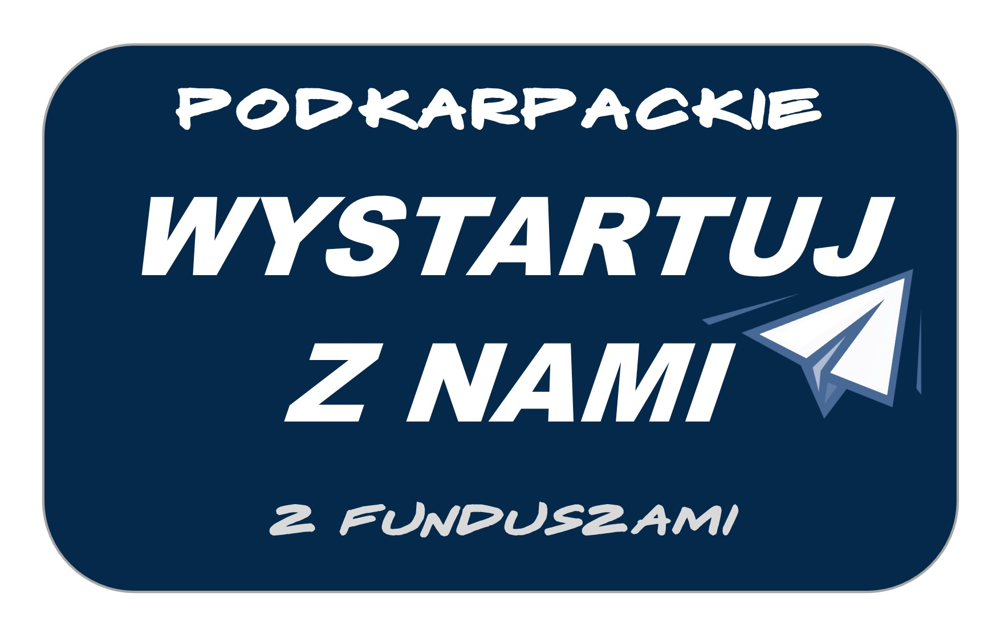 PODKARPACKIE
WYSTARTUJ
Z NAMI
Z FUNDUSZAMI